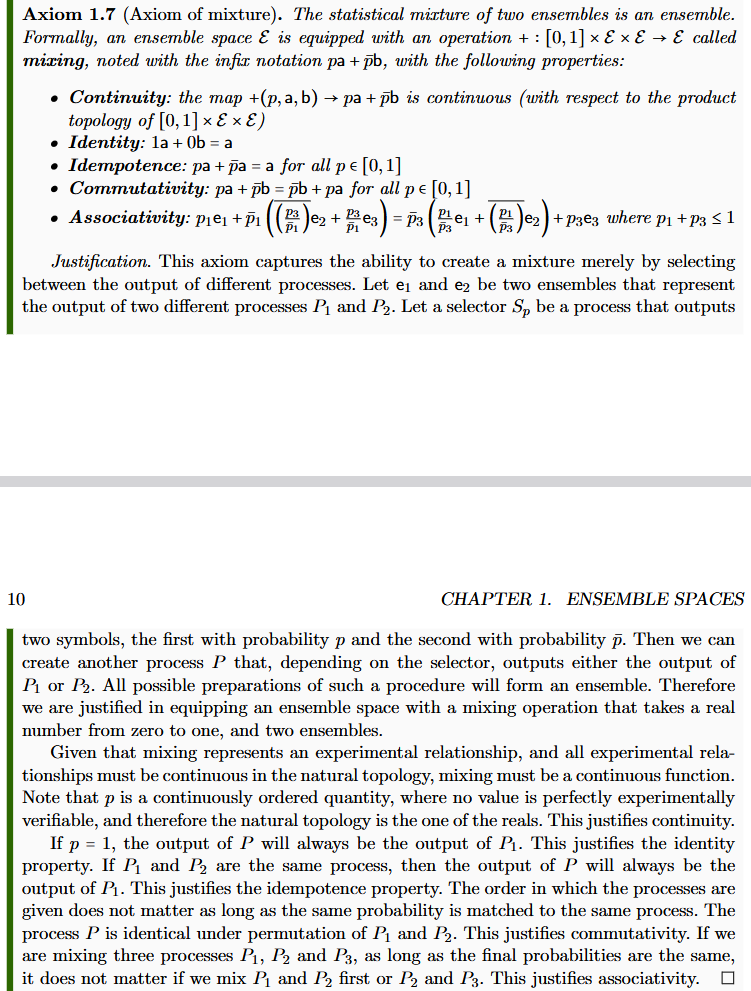 Axiom 1.7 (Axiom of mixture). The statistical mixture of two ensembles is an ensemble.
Formally, an ensemble space ℰ is equipped with an operation + : [0, 1] × ℰ × ℰ → ℰ called
mixing, noted with the infix notation pa + p̄b, with the following properties:
• Continuity: the map +(p, a, b) → pa + p̄b is continuous (with respect to the product
topology of [0, 1] × ℰ × ℰ)
• Identity: 1a + 0b = a
• Idempotence: pa + p̄a = a for all p ∈ [0, 1]
• Commutativity: pa + p̄b = p̄b + pa for all p ∈ [0, 1]
• Associativity: p₁e₁ + p̄₁ ( \overline{(p₃/p̄₁)} e₂ + (p₃/p̄₁) e₃ ) = p̄₃ ( (p₁/p̄₃) e₁ + \overline{(p₁/p̄₃)} e₂ ) + p₃e₃ where p₁ + p₃ ≤ 1
Justification. This axiom captures the ability to create a mixture merely by selecting
between the output of different processes. Let e₁ and e₂ be two ensembles that represent
the output of two different processes P₁ and P₂. Let a selector Sₚ be a process that outputs
10 CHAPTER 1. ENSEMBLE SPACES
two symbols, the first with probability p and the second with probability p̄. Then we can
create another process P that, depending on the selector, outputs either the output of
P₁ or P₂. All possible preparations of such a procedure will form an ensemble. Therefore
we are justified in equipping an ensemble space with a mixing operation that takes a real
number from zero to one, and two ensembles.
Given that mixing represents an experimental relationship, and all experimental rela-
tionships must be continuous in the natural topology, mixing must be a continuous function.
Note that p is a continuously ordered quantity, where no value is perfectly experimentally
verifiable, and therefore the natural topology is the one of the reals. This justifies continuity.
If p = 1, the output of P will always be the output of P₁. This justifies the identity
property. If P₁ and P₂ are the same process, then the output of P will always be the
output of P₁. This justifies the idempotence property. The order in which the processes are
given does not matter as long as the same probability is matched to the same process. The
process P is identical under permutation of P₁ and P₂. This justifies commutativity. If we
are mixing three processes P₁, P₂ and P₃, as long as the final probabilities are the same,
it does not matter if we mix P₁ and P₂ first or P₂ and P₃. This justifies associativity. □